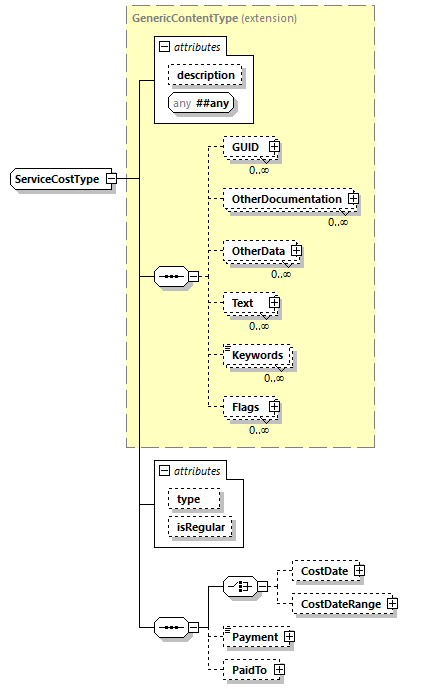 GenericContentType (extension)
attributes
description
any ##any
GUID
0..∞
ServiceCostType
OtherDocumentation
0..∞
OtherData
0..∞
Text
0..∞
Keywords
0..∞
Flags
0..∞
attributes
type
isRegular
CostDate
CostDateRange
Payment
PaidTo